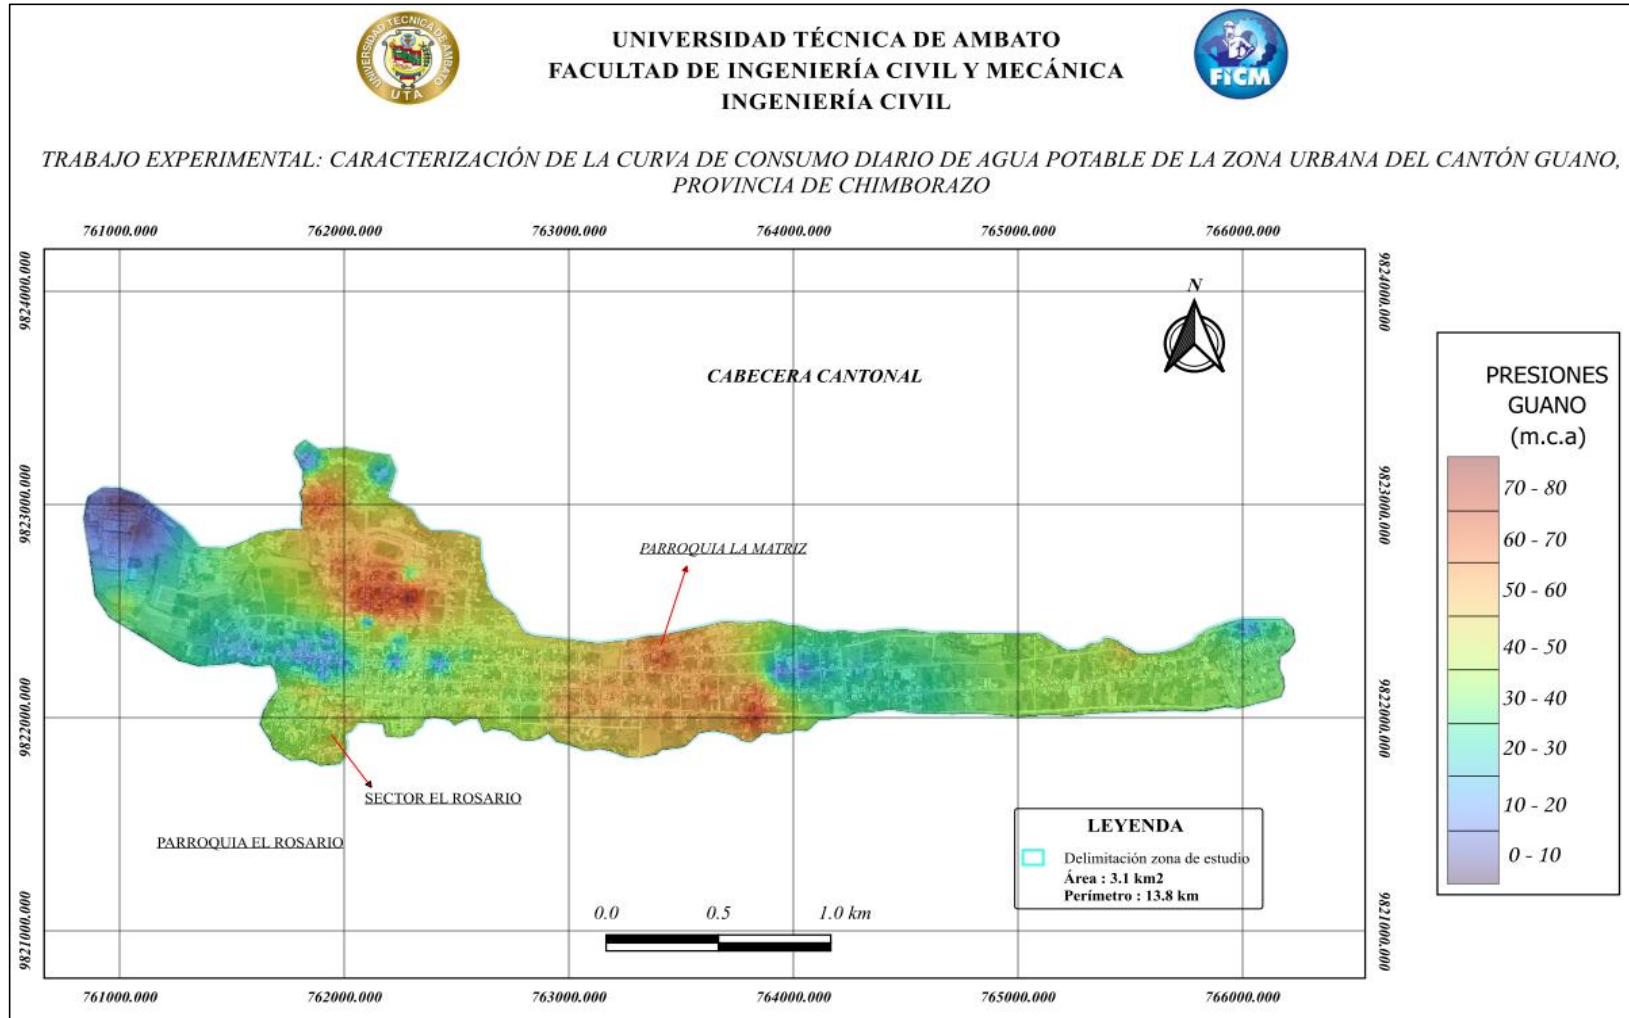 UNIVERSIDAD TÉCNICA DE AMBATO
UTA
UNIVERSIDAD TÉCNICA DE AMBATO
FACULTAD DE INGENIERÍA CIVIL Y MECÁNICA
INGENIERÍA CIVIL
FICM
TRABAJO EXPERIMENTAL: CARACTERIZACIÓN DE LA CURVA DE CONSUMO DIARIO DE AGUA POTABLE DE LA ZONA URBANA DEL CANTÓN GUANO,
PROVINCIA DE CHIMBORAZO
761000.000 762000.000 763000.000 764000.000 765000.000 766000.000
9824000.000
9824000.000
N
CABECERA CANTONAL
9823000.000
9823000.000
PARROQUIA LA MATRIZ
9822000.000
9822000.000
SECTOR EL ROSARIO
PARROQUIA EL ROSARIO
LEYENDA
Delimitación zona de estudio
Área : 3.1 km2
Perímetro : 13.8 km
0.0 0.5 1.0 km
9821000.000
9821000.000
761000.000 762000.000 763000.000 764000.000 765000.000 766000.000
PRESIONES
GUANO
(m.c.a)
70 - 80
60 - 70
50 - 60
40 - 50
30 - 40
20 - 30
10 - 20
0 - 10